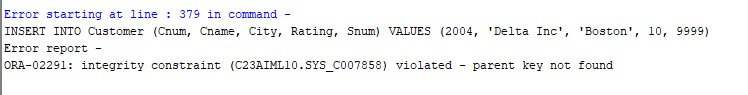 Error starting at line : 379 in command -
INSERT INTO Customer (Cnum, Cname, City, Rating, Snum) VALUES (2004, 'Delta Inc', 'Boston', 10, 9999)
Error report -
ORA-02291: integrity constraint (C23AIML10.SYS_C007858) violated - parent key not found